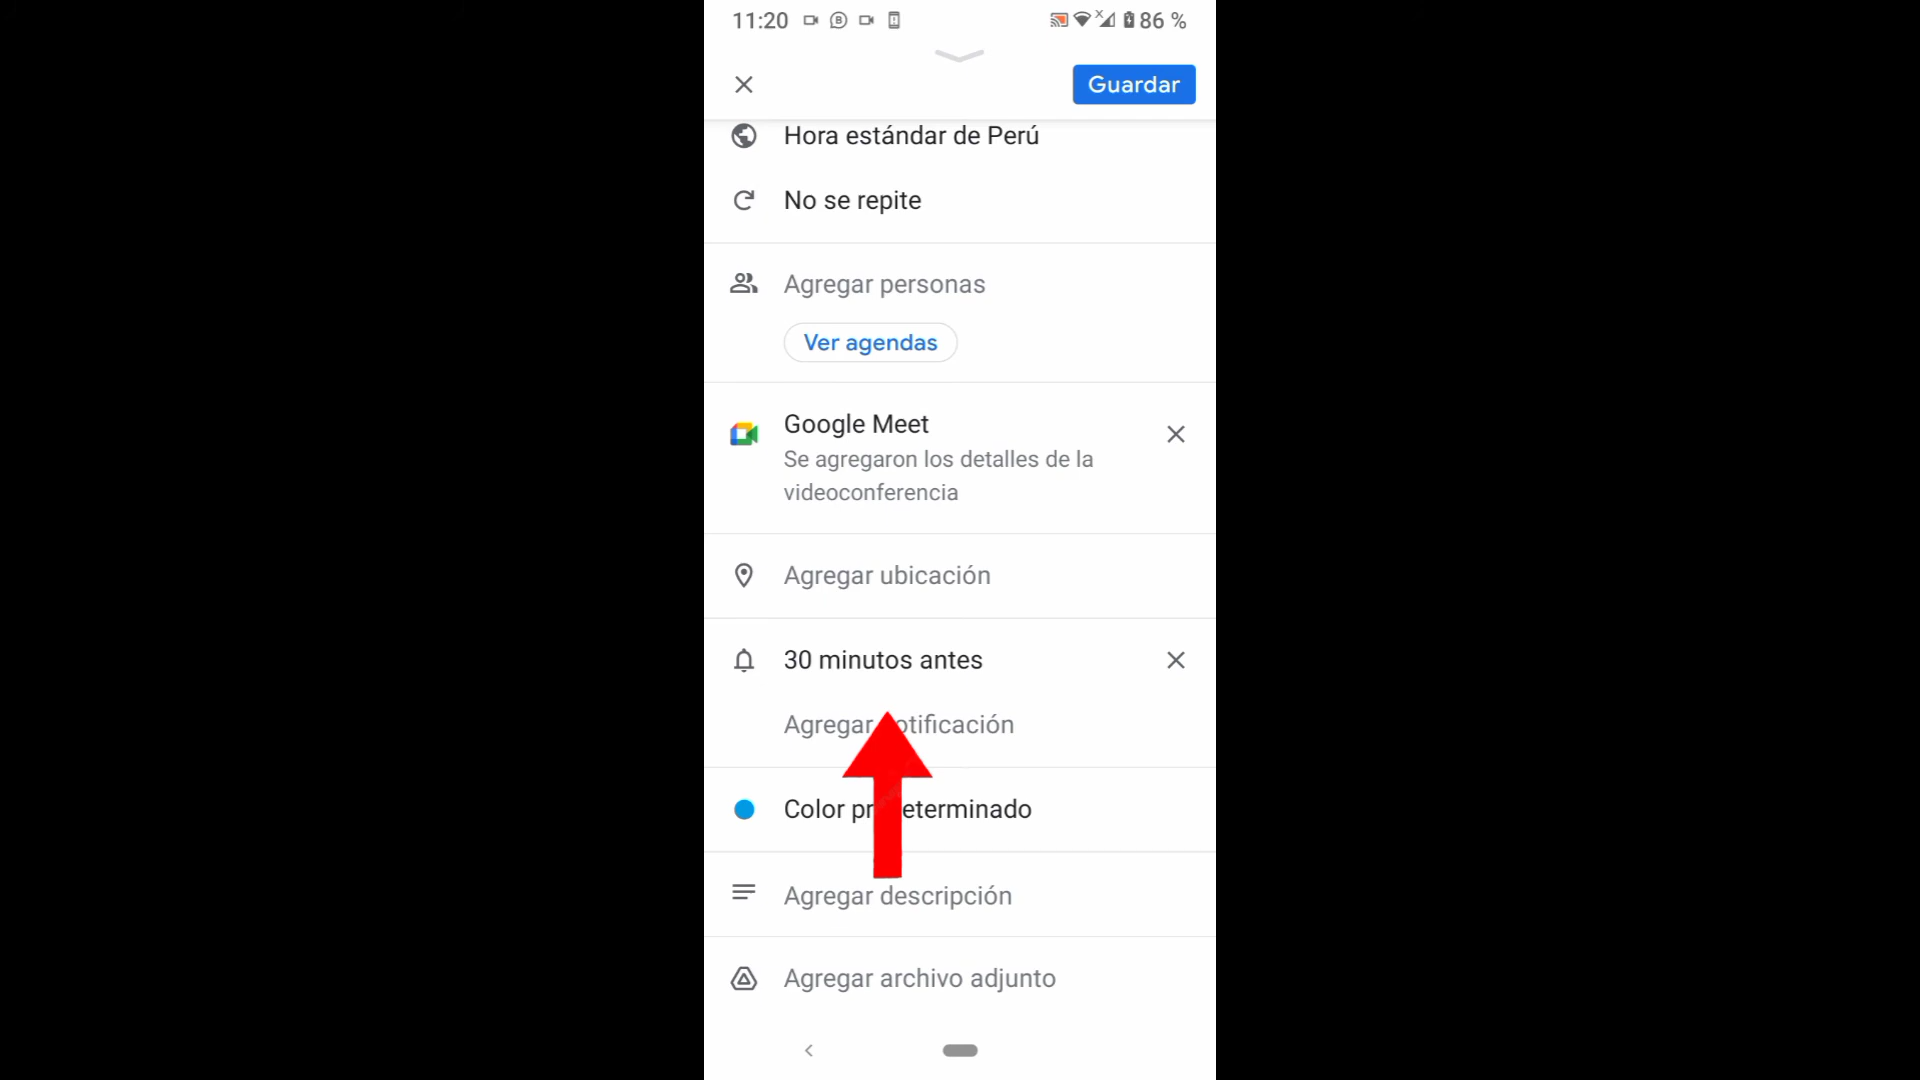 11:20
86 %
Guardar
Hora estándar de Perú
No se repite
Agregar personas
Ver agendas
Google Meet
Se agregaron los detalles de la
videoconferencia
Agregar ubicación
30 minutos antes
Agregar notificación
Color predeterminado
Agregar descripción
Agregar archivo adjunto